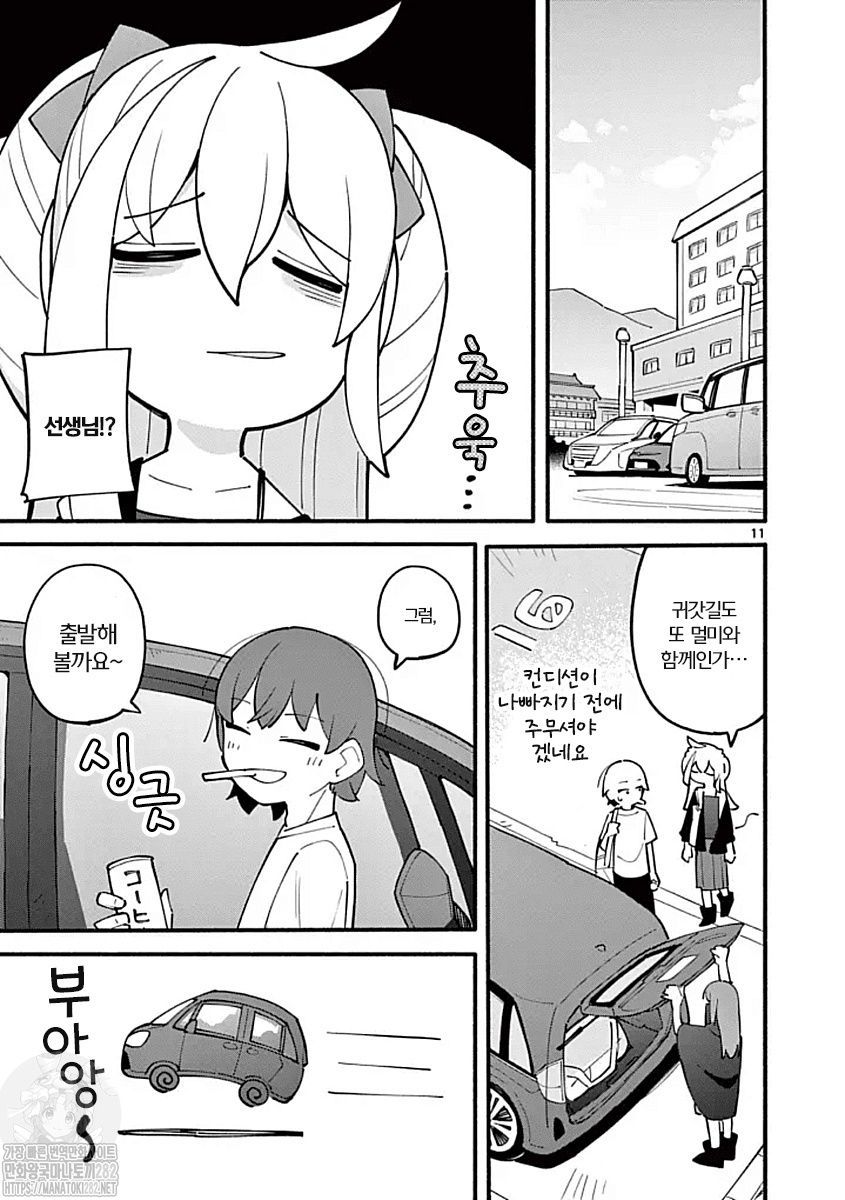 추욱…
선생님!?
11
귀갓길도
또 멀미와
함께인가…
컨디션이
나빠지기 전에
주무셔야
겠네요
그럼,
출발해
볼까요~
싱긋
コーヒ
부아앙~
가장 빠른 번역만화 사이트
만화왕국마나토끼282
HTTPS://MANATOKI282.NET